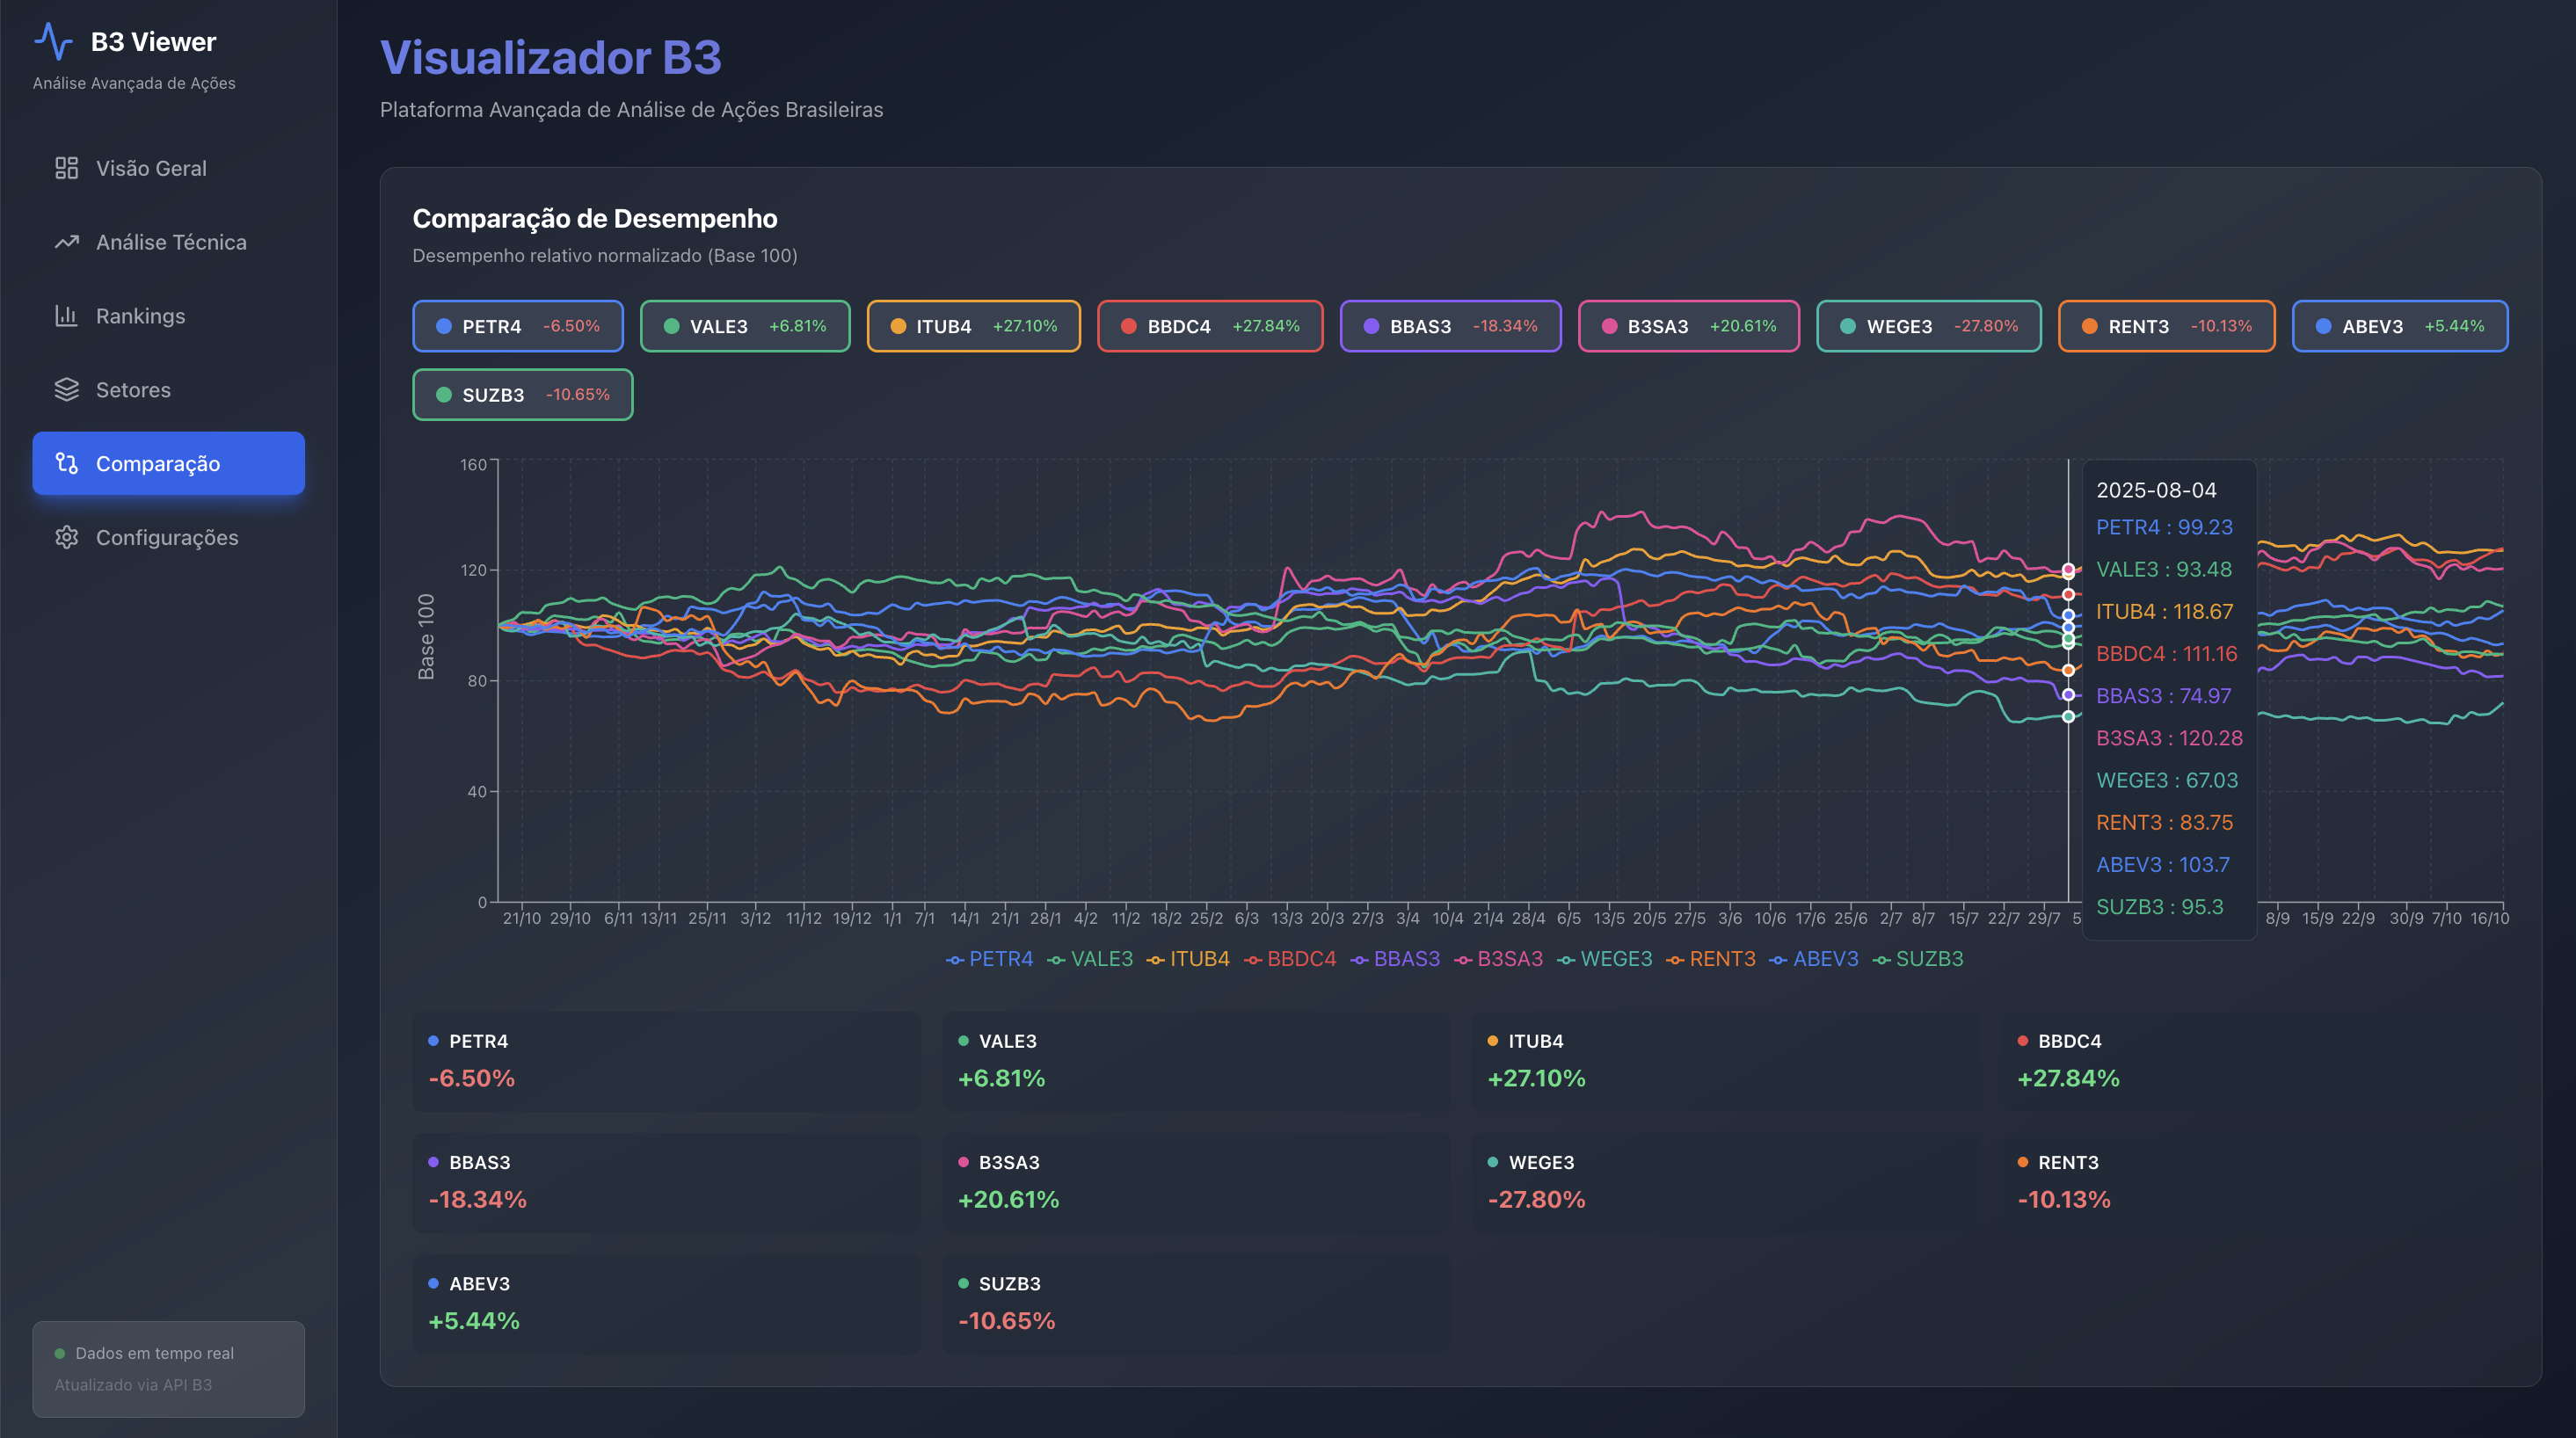 B3 Viewer
Análise Avançada de Ações
Visão Geral
Análise Técnica
Rankings
Setores
Comparação
Configurações
Dados em tempo real
Atualizado via API B3
Visualizador B3
Plataforma Avançada de Análise de Ações Brasileiras
Comparação de Desempenho
Desempenho relativo normalizado (Base 100)
PETR4 -6.50% VALE3 +6.81% ITUB4 +27.10% BBDC4 +27.84% BBAS3 -18.34% B3SA3 +20.61% WEGE3 -27.80% RENT3 -10.13% ABEV3 +5.44%
SUZB3 -10.65%
160
120
80
40
0
Base 100
2025-08-04
PETR4 : 99.23
VALE3 : 93.48
ITUB4 : 118.67
BBDC4 : 111.16
BBAS3 : 74.97
B3SA3 : 120.28
WEGE3 : 67.03
RENT3 : 83.75
ABEV3 : 103.7
SUZB3 : 95.3
21/10 29/10 6/11 13/11 25/11 3/12 11/12 19/12 1/1 7/1 14/1 21/1 28/1 4/2 11/2 18/2 25/2 6/3 13/3 20/3 27/3 3/4 10/4 21/4 28/4 6/5 13/5 20/5 27/5 3/6 10/6 17/6 25/6 2/7 8/7 15/7 22/7 29/7 5 8/9 15/9 22/9 30/9 7/10 16/10
PETR4 VALE3 ITUB4 BBDC4 BBAS3 B3SA3 WEGE3 RENT3 ABEV3 SUZB3
PETR4
-6.50%
VALE3
+6.81%
ITUB4
+27.10%
BBDC4
+27.84%
BBAS3
-18.34%
B3SA3
+20.61%
WEGE3
-27.80%
RENT3
-10.13%
ABEV3
+5.44%
SUZB3
-10.65%